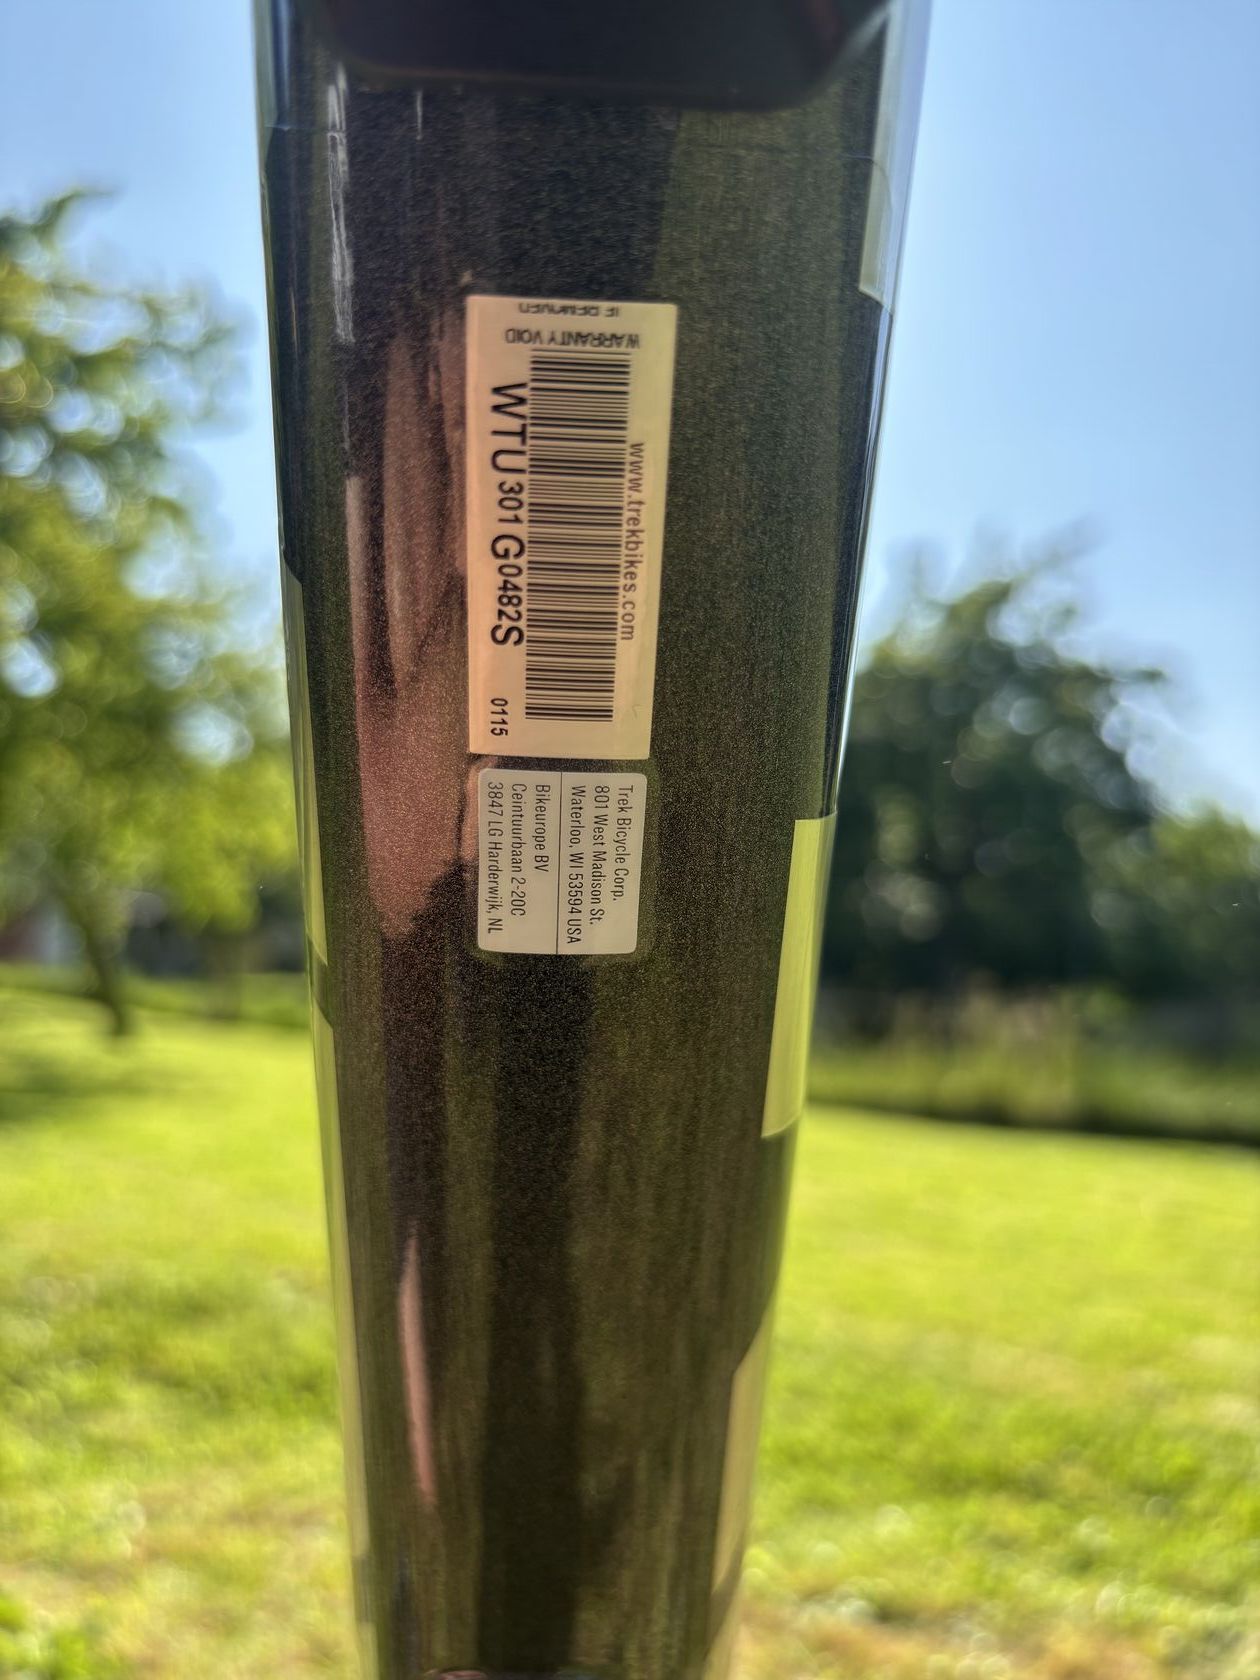 WARRANTY VOID
IF REMOVED
www.trekbikes.com
WTU301G0482S
0115
Trek Bicycle Corp.
801 West Madison St.
Waterloo, WI 53594 USA
Bikeurope BV
Ceintuurbaan 2-20C
3847 LG Harderwijk, NL